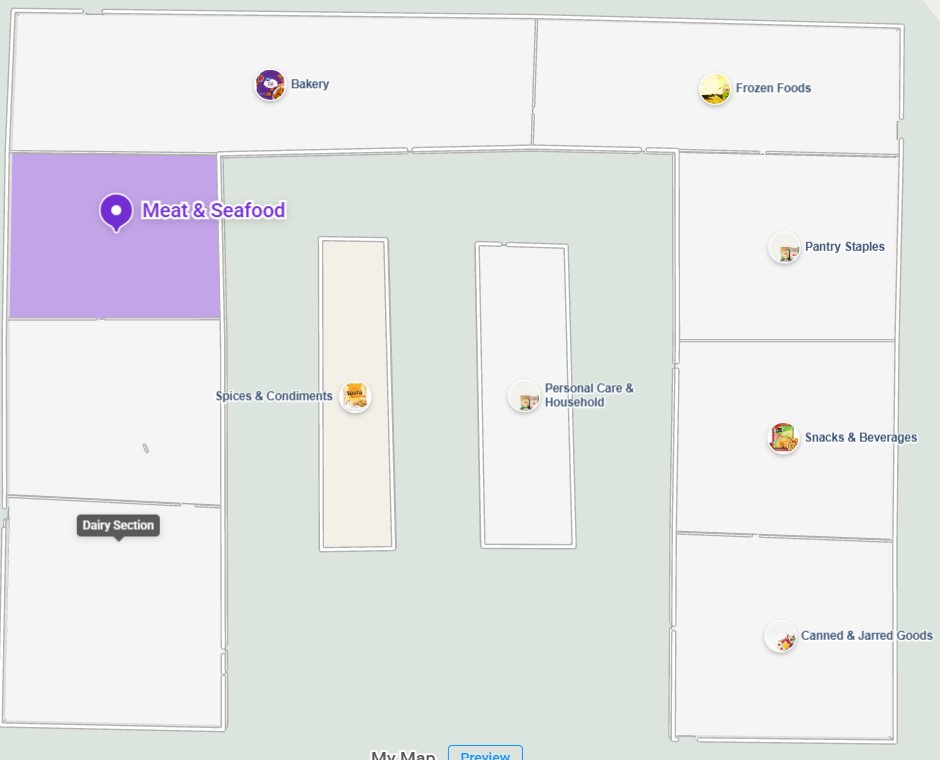 Bakery
Frozen Foods
Meat & Seafood
Pantry Staples
Spices & Condiments
Personal Care &
Household
Snacks & Beverages
Dairy Section
Canned & Jarred Goods
My Map
Preview